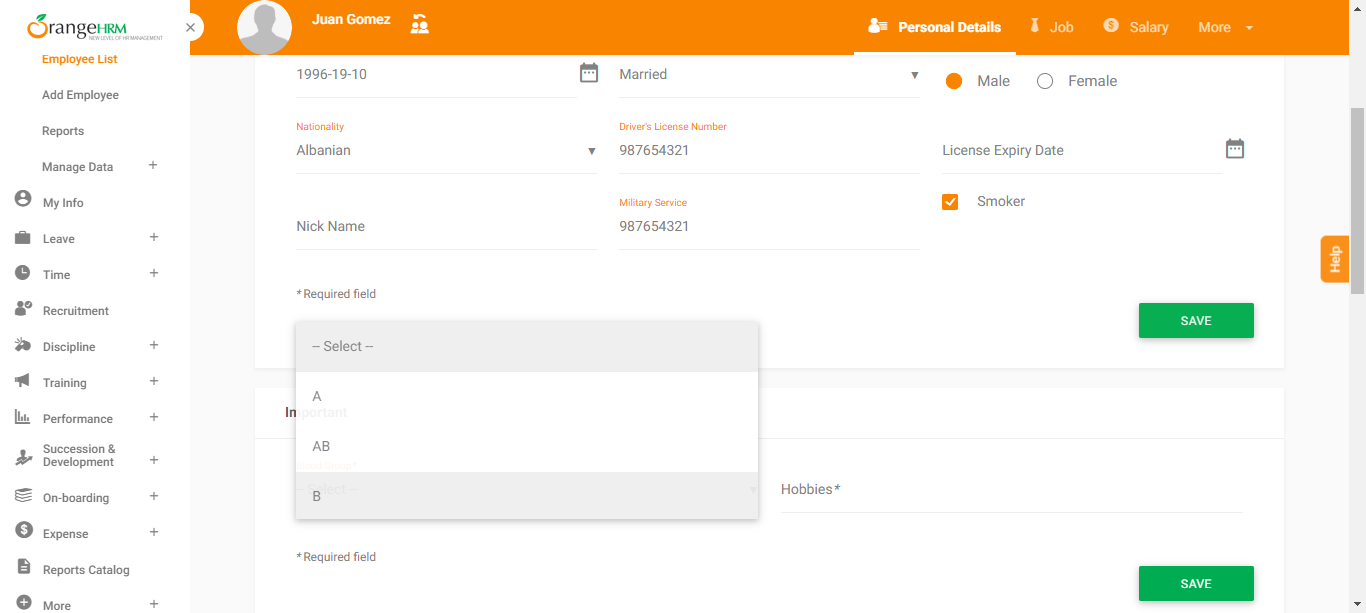 OrangeHRM
NEW LEVEL OF HR MANAGEMENT
Juan Gomez
Personal Details
Job
Salary
More
Employee List
Add Employee
Reports
Manage Data +
My Info
Leave +
Time +
Recruitment
Discipline +
Training +
Performance +
Succession &
Development +
On-boarding +
Expense +
Reports Catalog
More +
1996-19-10
Married
Male
Female
Nationality
Driver's License Number
Albanian
987654321
License Expiry Date
Military Service
Smoker
Nick Name
987654321
* Required field
SAVE
-- Select --
A
Important
AB
Blood Group*
-- Select --
B
Hobbies*
* Required field
SAVE
Help